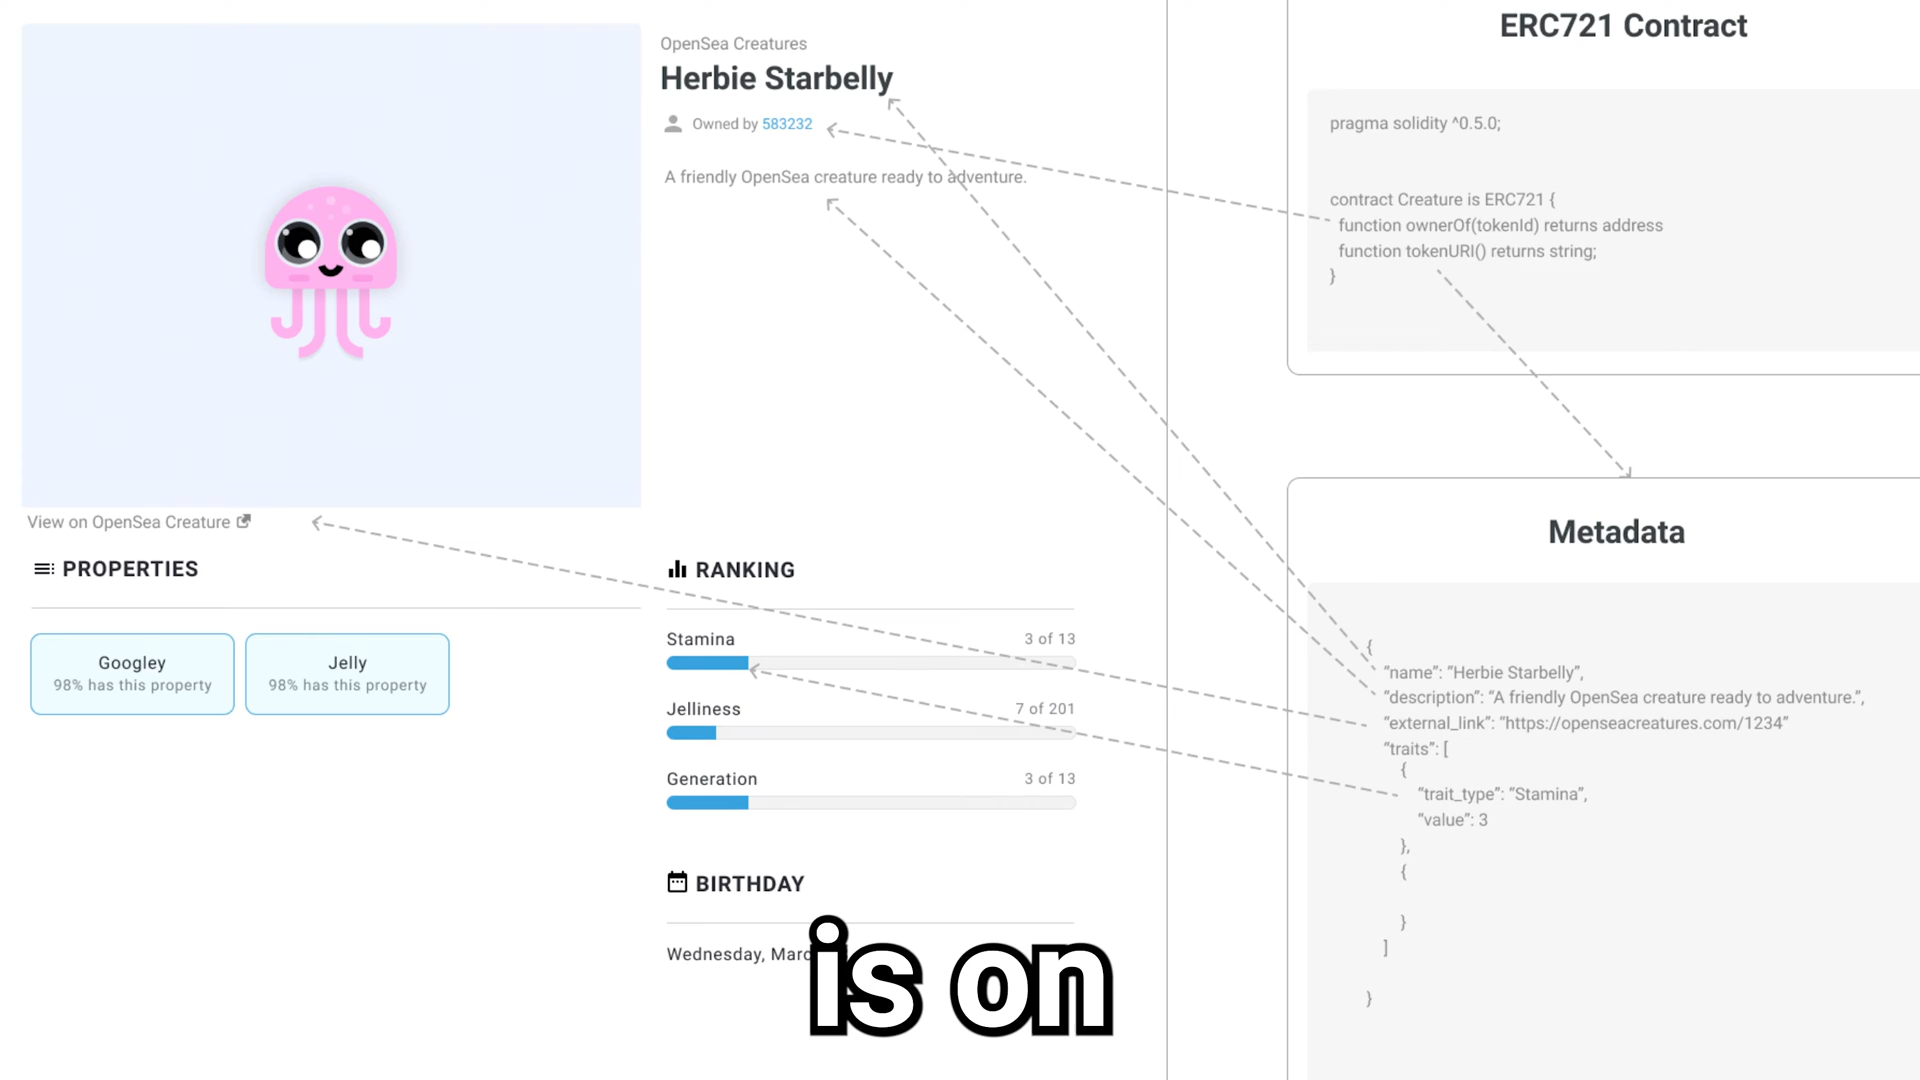 OpenSea Creatures
Herbie Starbelly
Owned by 583232
A friendly OpenSea creature ready to adventure.
View on OpenSea Creature
PROPERTIES
Googley
98% has this property
Jelly
98% has this property
RANKING
Stamina 3 of 13
Jelliness 7 of 201
Generation 3 of 13
BIRTHDAY
Wednesday, Marc
is on
ERC721 Contract
pragma solidity ^0.5.0;
contract Creature is ERC721 {
function ownerOf(tokenId) returns address
function tokenURI() returns string;
}
Metadata
{
“name”: “Herbie Starbelly”,
“description”: “A friendly OpenSea creature ready to adventure.”,
“external_link”: “https://openseacreatures.com/1234”
“traits”: [
{
“trait_type”: “Stamina”,
“value”: 3
},
{
}
]
}